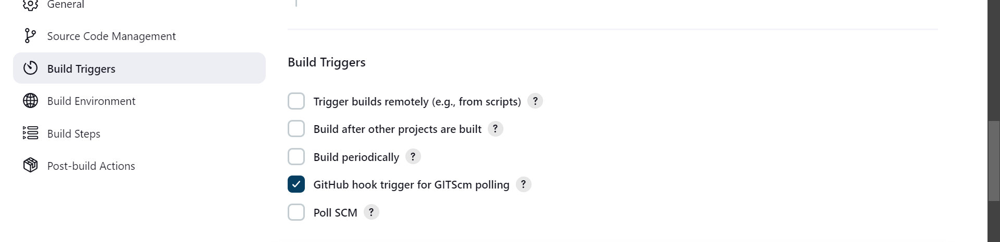 General
Source Code Management
Build Triggers
Build Environment
Build Steps
Post-build Actions
Build Triggers
Trigger builds remotely (e.g., from scripts) ?
Build after other projects are built ?
Build periodically ?
GitHub hook trigger for GITScm polling ?
Poll SCM ?